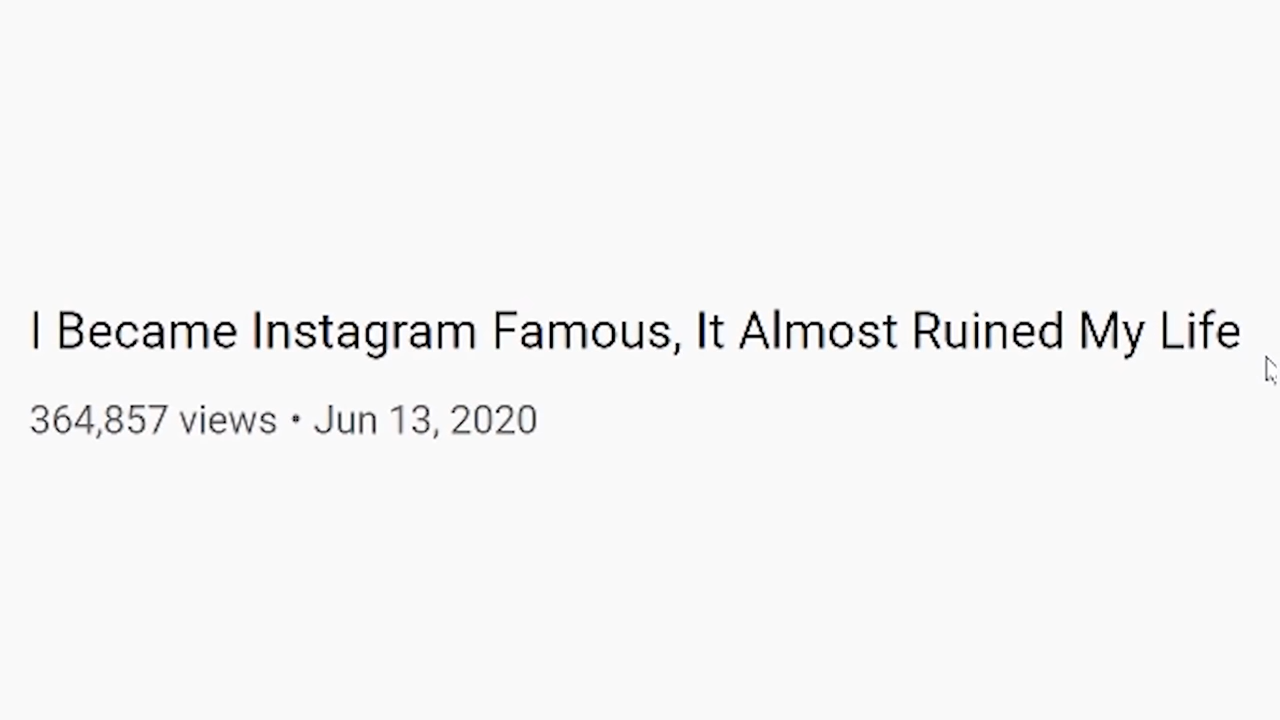 I Became Instagram Famous, It Almost Ruined My Life
364,857 views • Jun 13, 2020